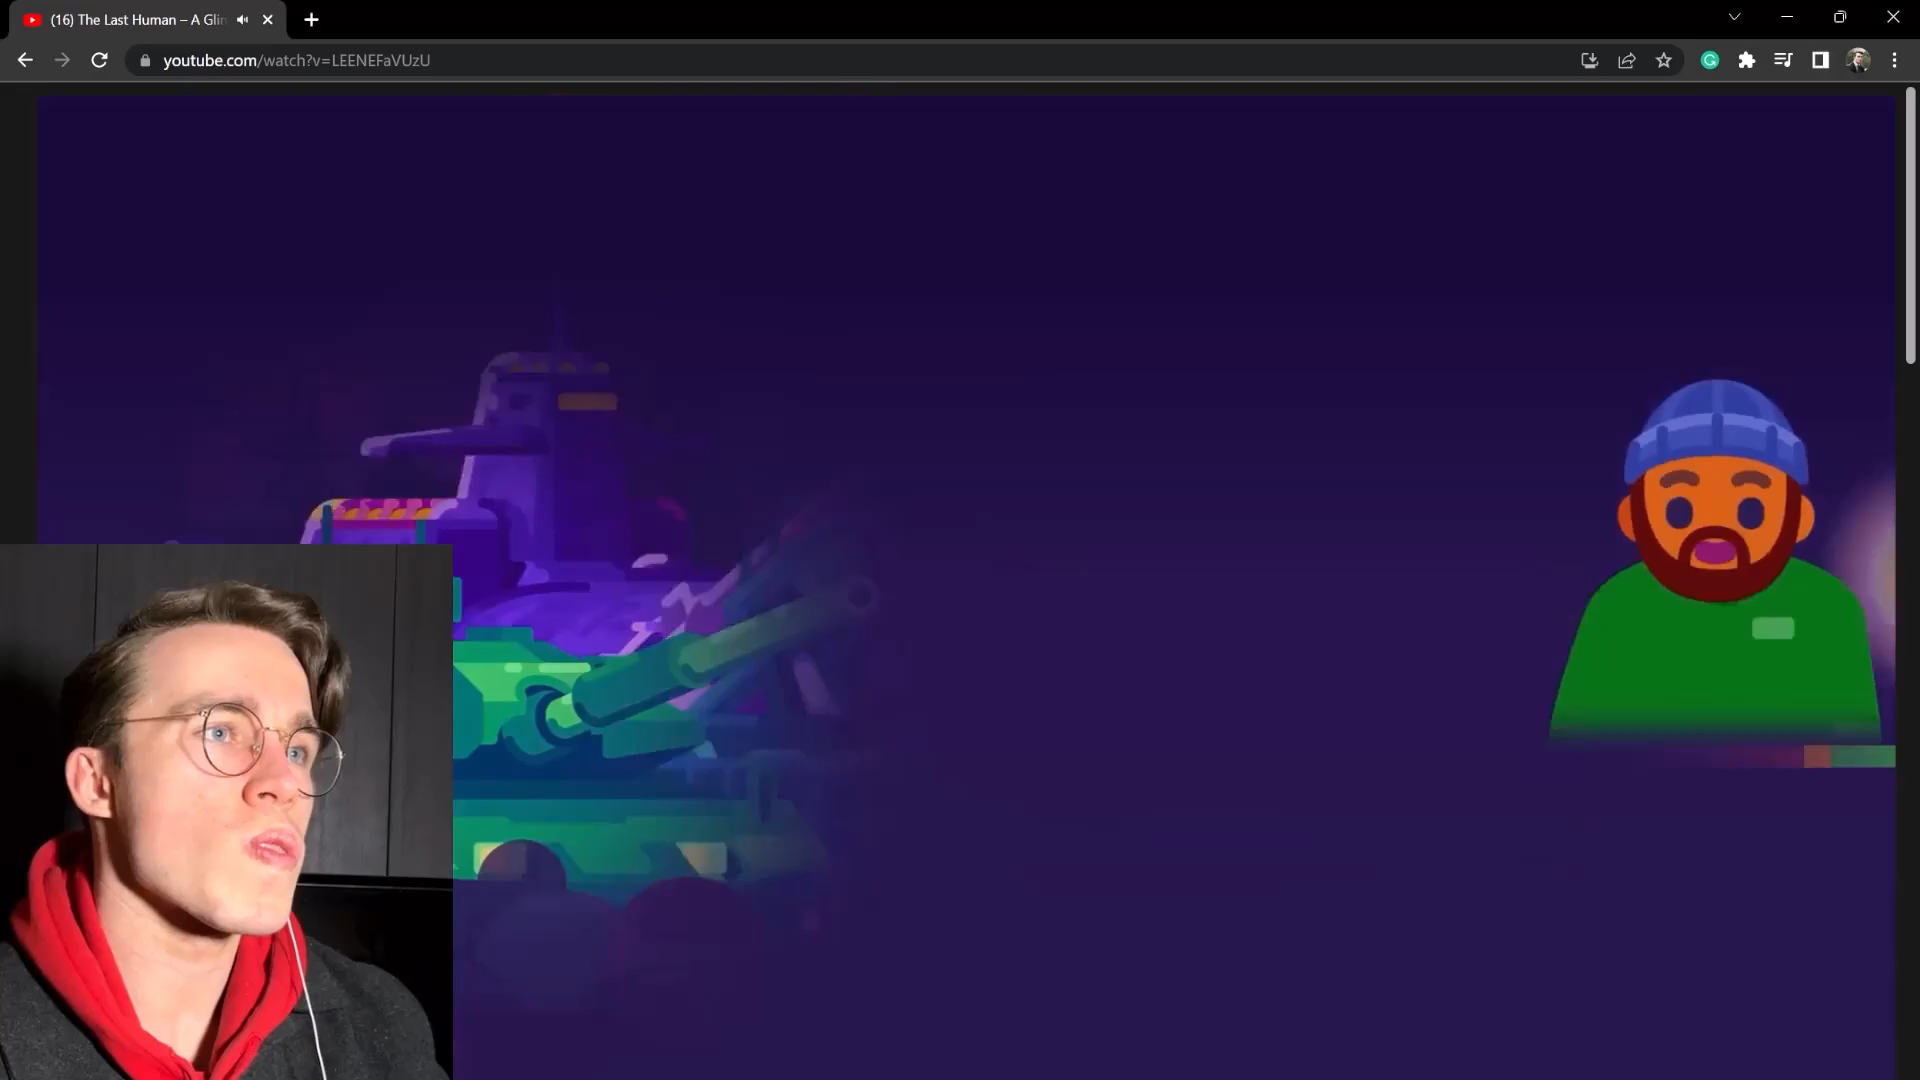 (16) The Last Human – A Glin
youtube.com/watch?v=LEENEFaVUzU